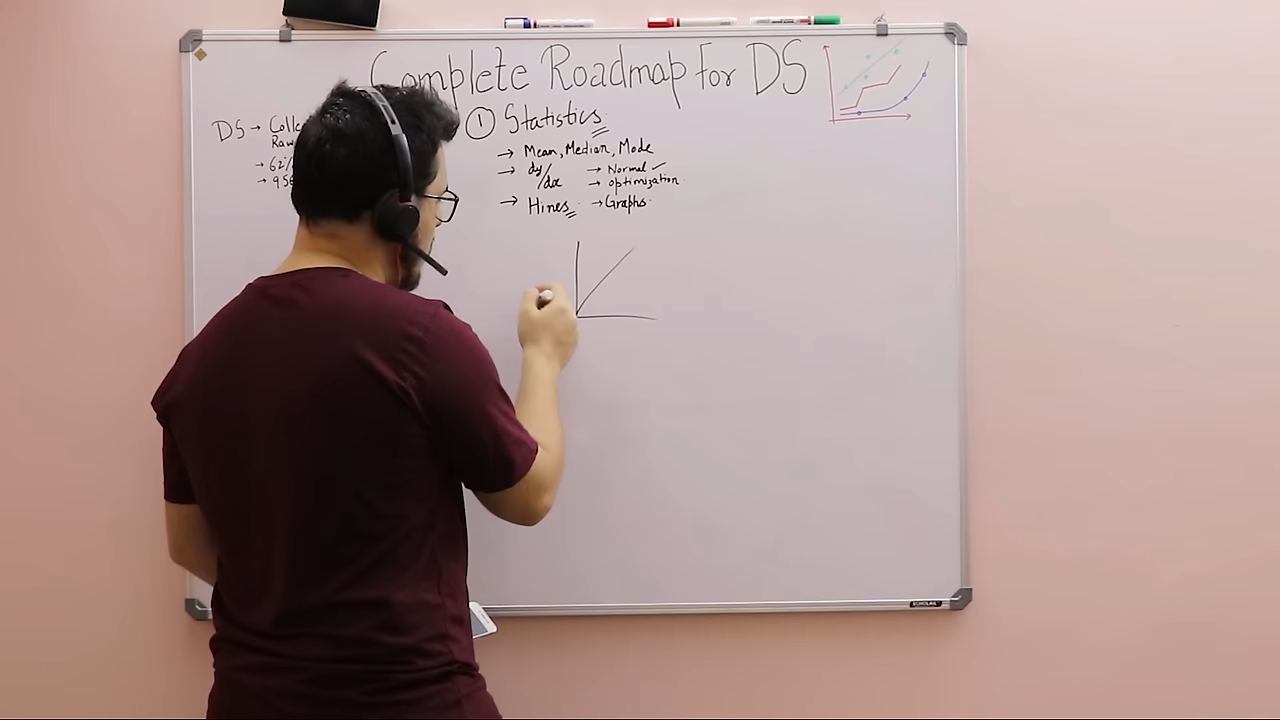 Complete Roadmap for DS
DS → Colle
Raw
→ 62%
→ 956
① Statistics
→ Mean, Median, Mode
→ dy/dx → Normal ✓
→ optimization
→ Hines → Graphs